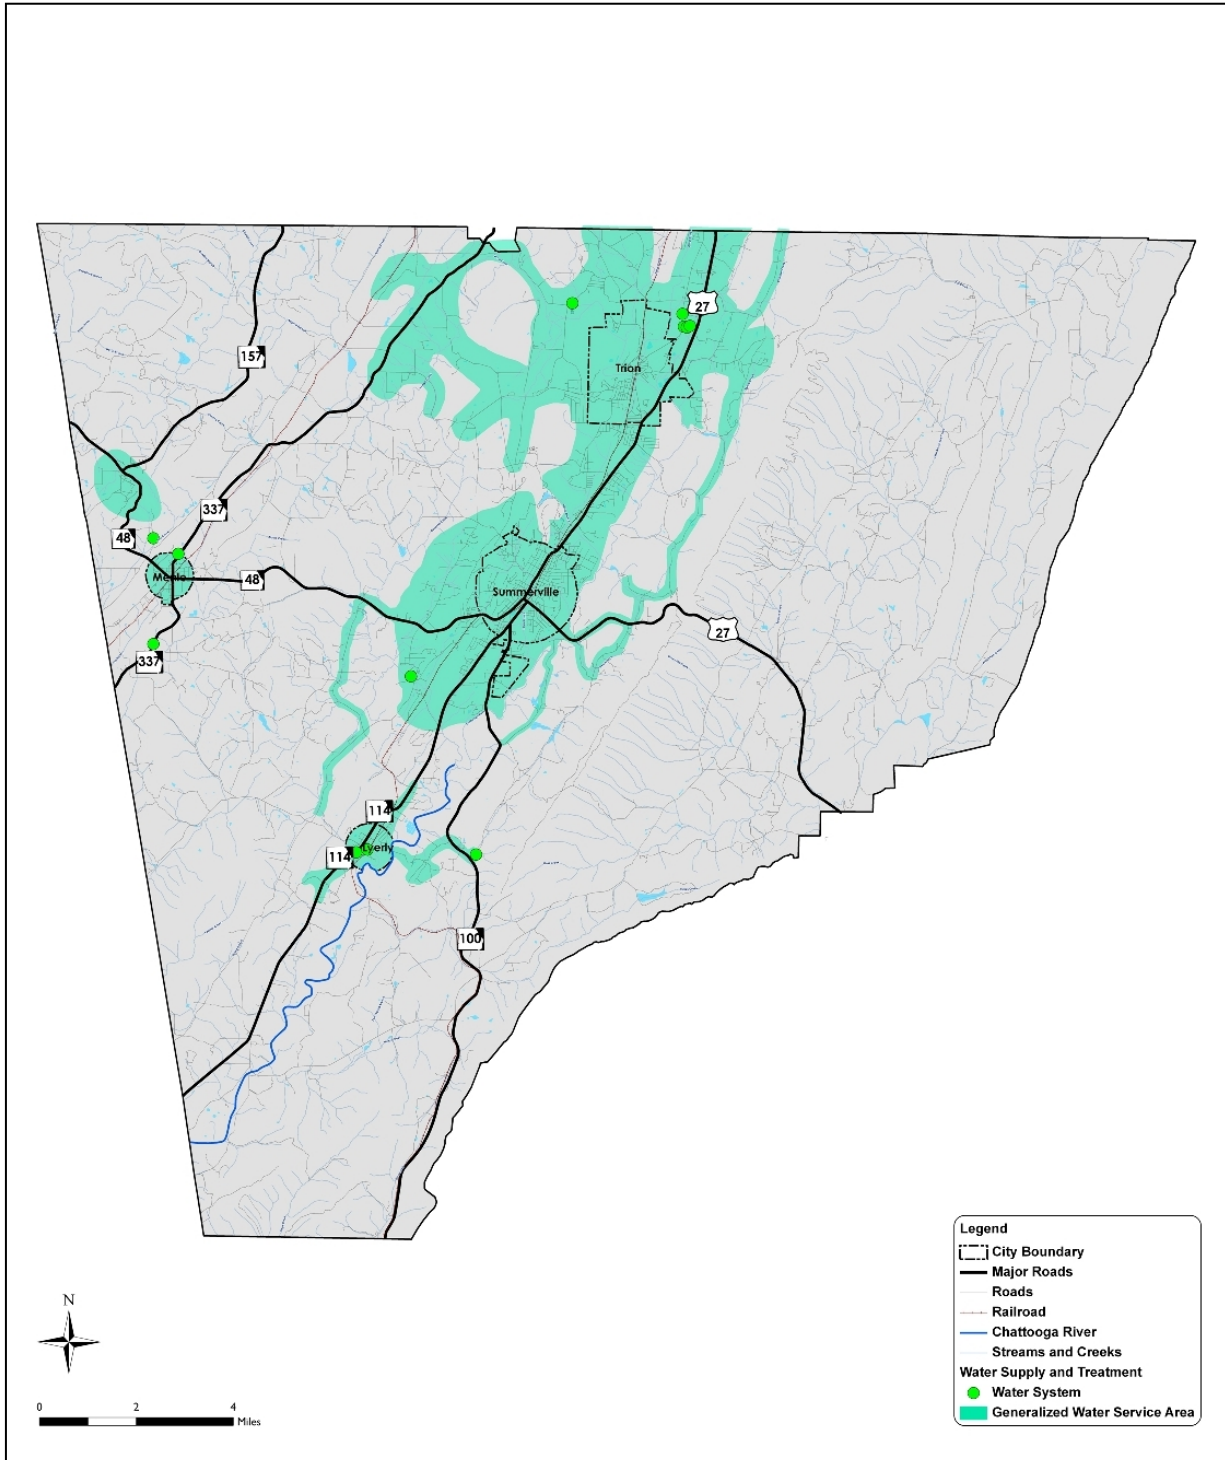 27
Trion
157
337
48
Menlo
48
Summerville
27
337
114
114
Lyerly
100
Legend
City Boundary
Major Roads
Roads
Railroad
Chattooga River
Streams and Creeks
Water Supply and Treatment
Water System
Generalized Water Service Area
N
0 2 4
Miles